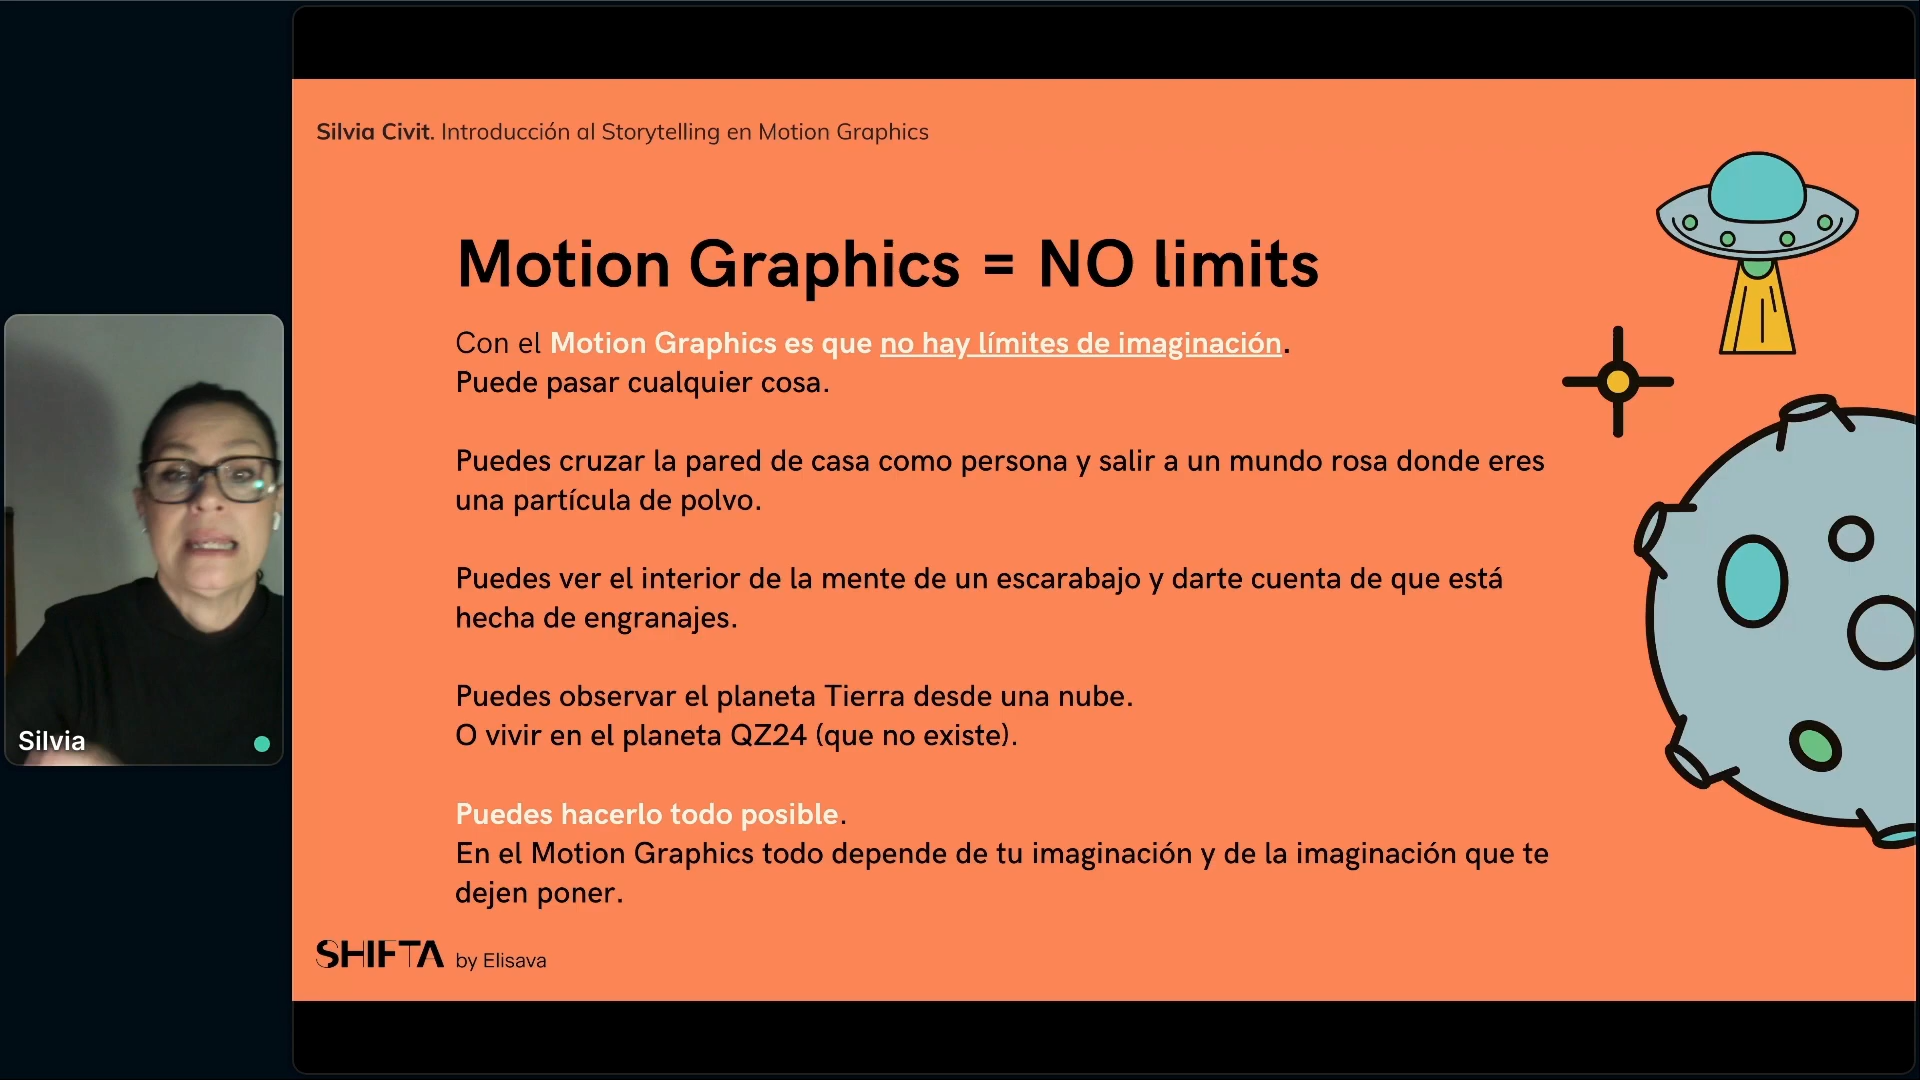 Silvia Civit. Introducción al Storytelling en Motion Graphics
Motion Graphics = NO limits
Con el Motion Graphics es que no hay límites de imaginación.
Puede pasar cualquier cosa.
Puedes cruzar la pared de casa como persona y salir a un mundo rosa donde eres
una partícula de polvo.
Puedes ver el interior de la mente de un escarabajo y darte cuenta de que está
hecha de engranajes.
Puedes observar el planeta Tierra desde una nube.
O vivir en el planeta QZ24 (que no existe).
Puedes hacerlo todo posible.
En el Motion Graphics todo depende de tu imaginación y de la imaginación que te
dejen poner.
SHIFTA by Elisava
Silvia